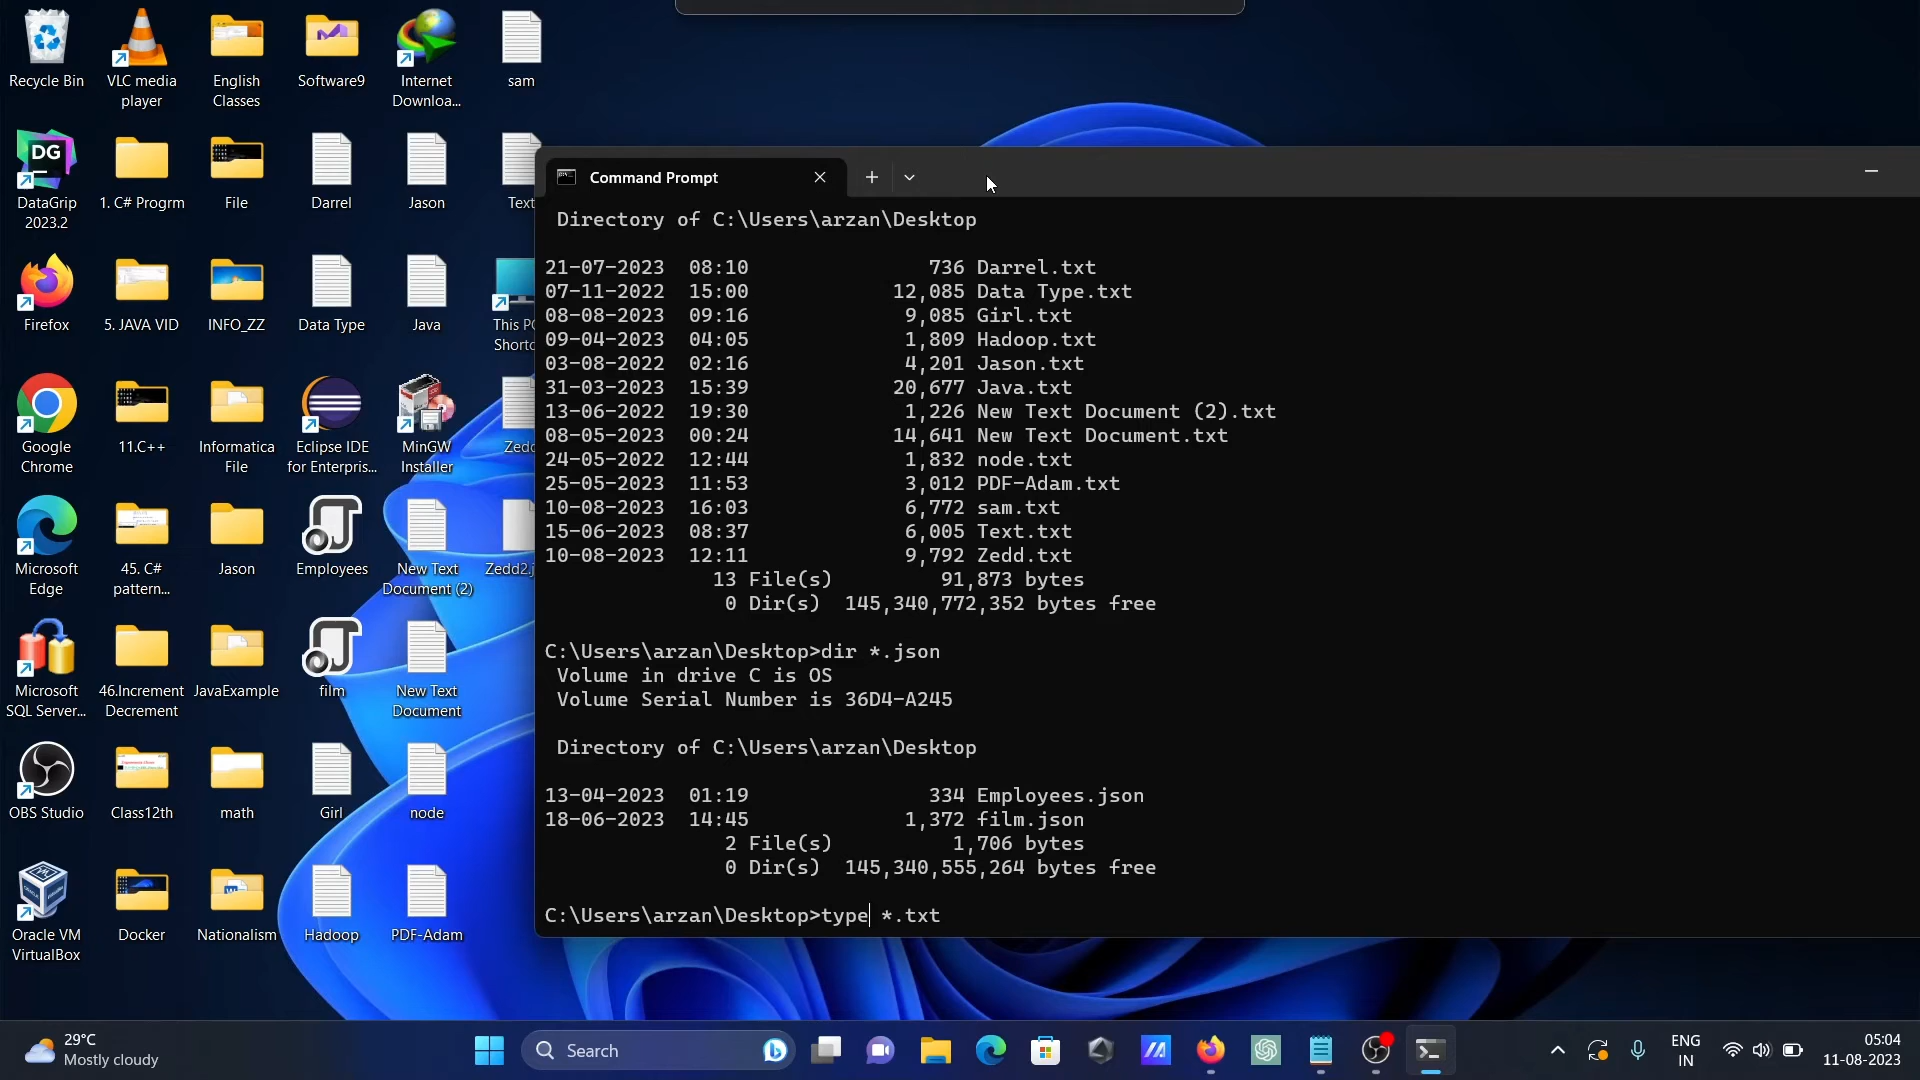 Recycle Bin
VLC media
player
English
Classes
Software9
Internet
Downloa...
sam
DG
DataGrip
2023.2
1. C# Progrm
File
Darrel
Jason
Text
Firefox
5. JAVA VID
INFO_ZZ
Data Type
Java
This PC
Shortc
Google
Chrome
11.C++
Informatica
File
Eclipse IDE
for Enterpris...
MinGW
Installer
Zedd
Microsoft
Edge
45. C#
pattern...
Jason
Employees
New Text
Document (2)
Zedd2.j
Microsoft
SQL Server...
46.Increment
Decrement
JavaExample
film
New Text
Document
OBS Studio
Class12th
math
Girl
node
Oracle VM
VirtualBox
Docker
Nationalism
Hadoop
PDF-Adam
Command Prompt
Directory of C:\Users\arzan\Desktop
21-07-2023 08:10 736 Darrel.txt
07-11-2022 15:00 12,085 Data Type.txt
08-08-2023 09:16 9,085 Girl.txt
09-04-2023 04:05 1,809 Hadoop.txt
03-08-2022 02:16 4,201 Jason.txt
31-03-2023 15:39 20,677 Java.txt
13-06-2022 19:30 1,226 New Text Document (2).txt
08-05-2023 00:24 14,641 New Text Document.txt
24-05-2022 12:44 1,832 node.txt
25-05-2023 11:53 3,012 PDF-Adam.txt
10-08-2023 16:03 6,772 sam.txt
15-06-2023 08:37 6,005 Text.txt
10-08-2023 12:11 9,792 Zedd.txt
13 File(s) 91,873 bytes
0 Dir(s) 145,340,772,352 bytes free
C:\Users\arzan\Desktop>dir *.json
Volume in drive C is OS
Volume Serial Number is 36D4-A245
Directory of C:\Users\arzan\Desktop
13-04-2023 01:19 334 Employees.json
18-06-2023 14:45 1,372 film.json
2 File(s) 1,706 bytes
0 Dir(s) 145,340,555,264 bytes free
C:\Users\arzan\Desktop>type *.txt
29°C
Mostly cloudy
Search
ENG
IN
05:04
11-08-2023